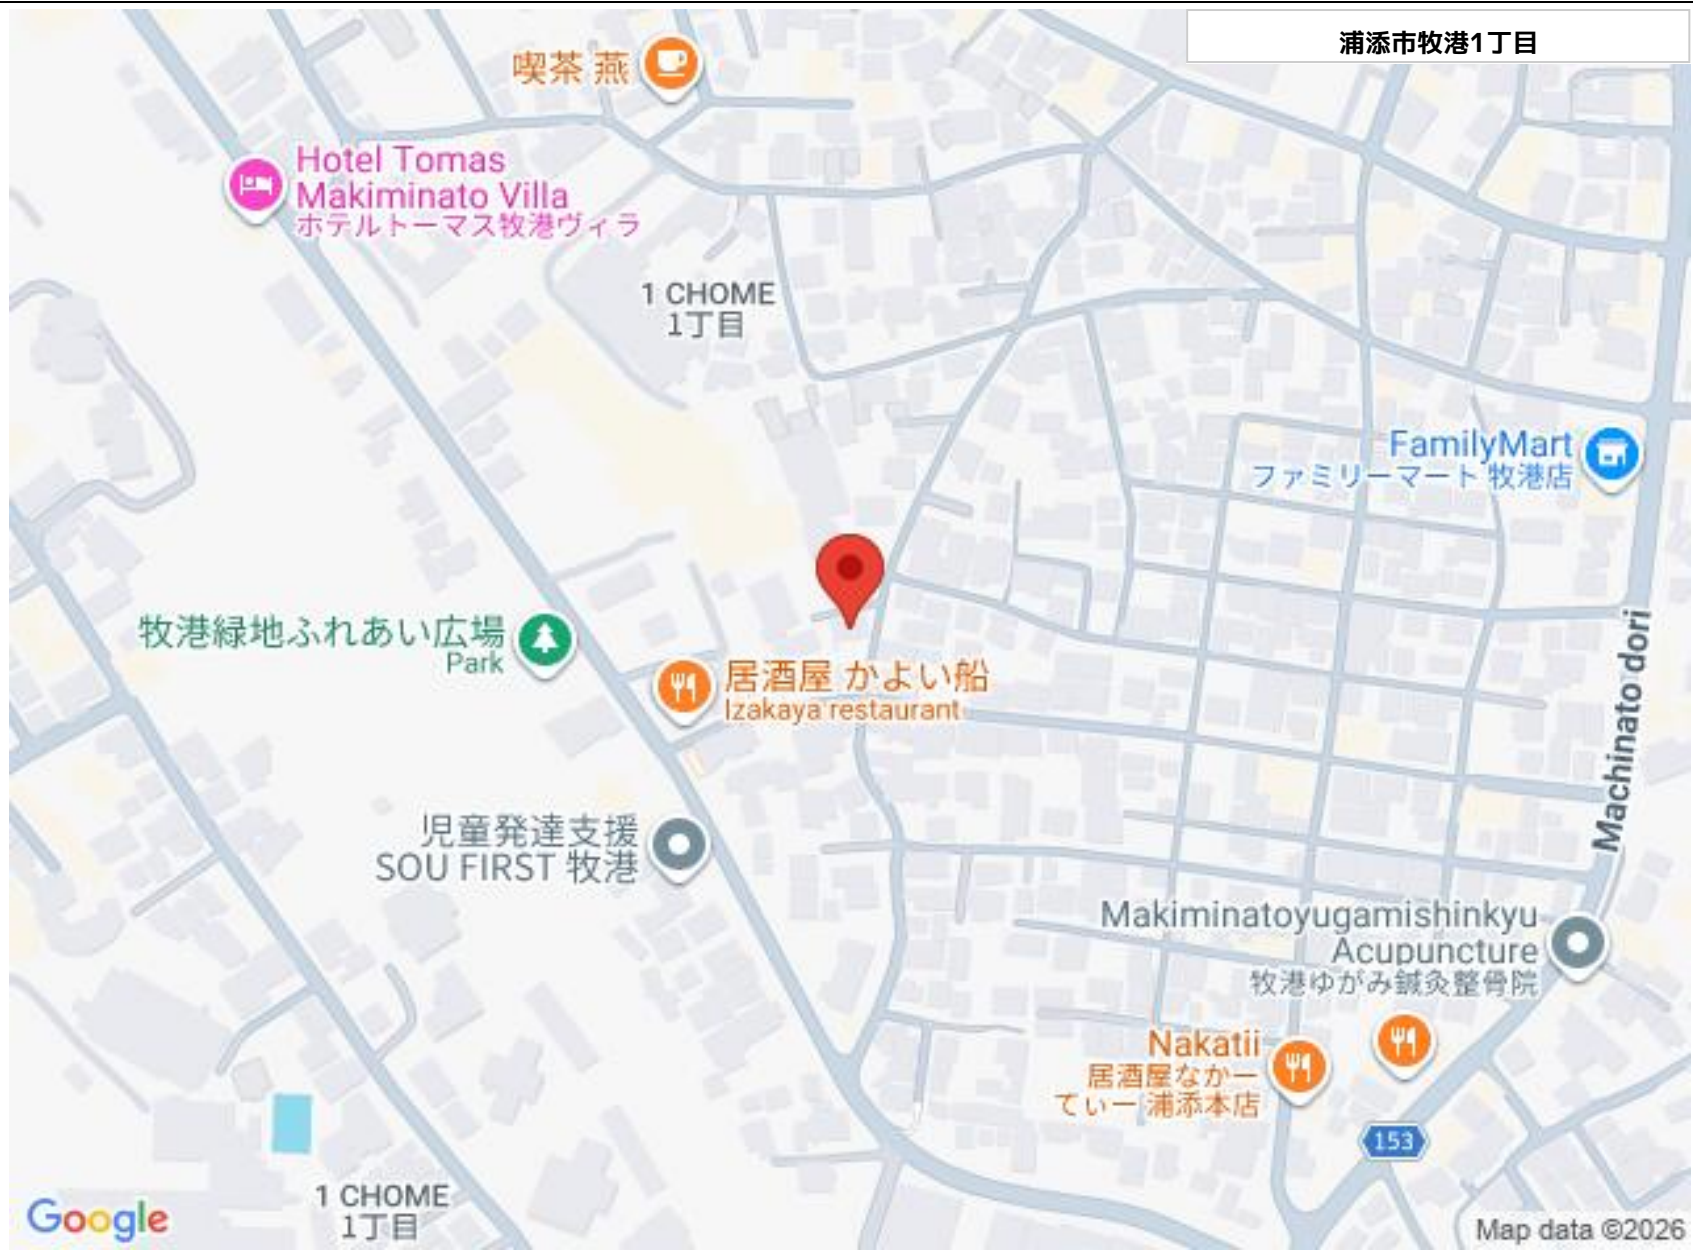 浦添市牧港1丁目
喫茶 燕
Hotel Tomas
Makiminato Villa
ホテルトーマス牧港ヴィラ
1 CHOME
1丁目
FamilyMart
ファミリーマート 牧港店
牧港緑地ふれあい広場
Park
居酒屋 かよい船
Izakaya restaurant
Machinato dori
児童発達支援
SOU FIRST 牧港
Makiminatoyugamishinkyu
Acupuncture
牧港ゆがみ鍼灸整骨院
Nakatii
居酒屋なかー
てぃー 浦添本店
153
1 CHOME
1丁目
Google
Map data ©2026